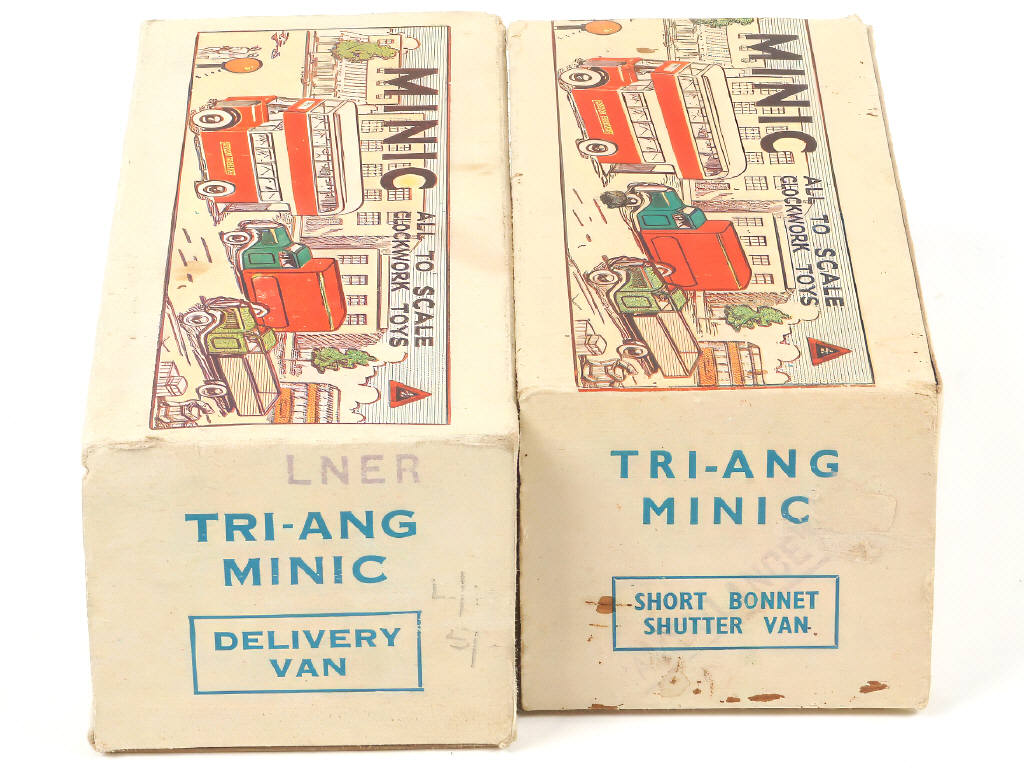 MINIC
ALL TO SCALE
CLOCKWORK TOYS
LNER
TRI-ANG
MINIC
DELIVERY
VAN
MINIC
ALL TO SCALE
CLOCKWORK TOYS
TRI-ANG
MINIC
SHORT BONNET
SHUTTER VAN